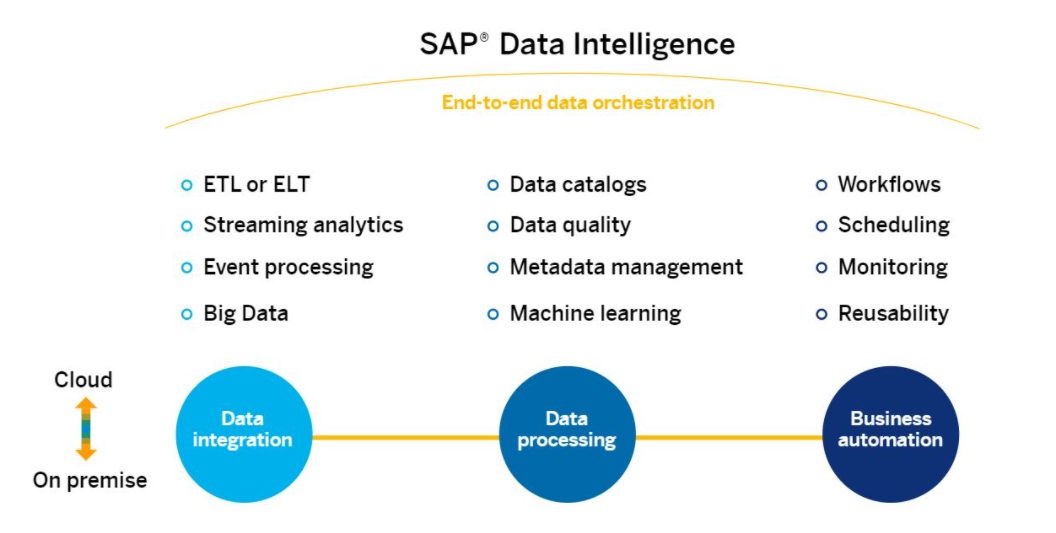 SAP® Data Intelligence
End-to-end data orchestration
ETL or ELT
Streaming analytics
Event processing
Big Data
Data catalogs
Data quality
Metadata management
Machine learning
Workflows
Scheduling
Monitoring
Reusability
Cloud
On premise
Data
integration
Data
processing
Business
automation